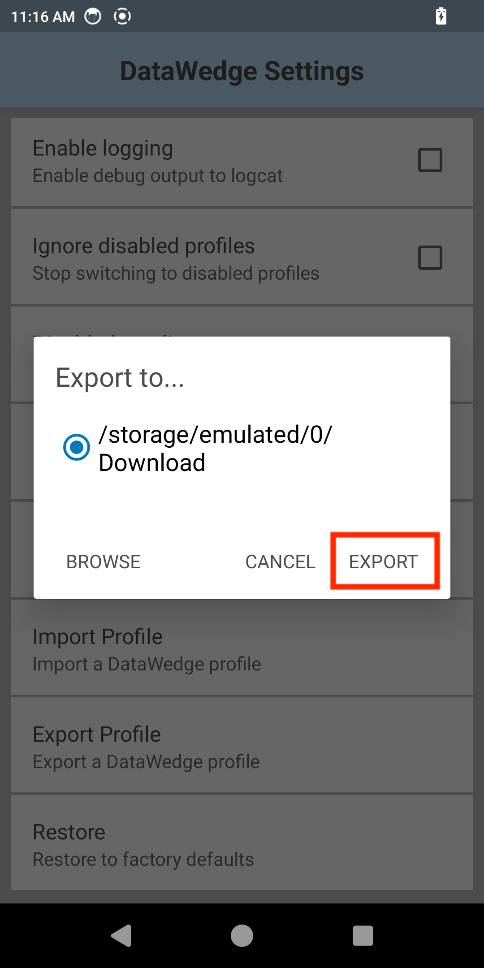 11:16 AM
DataWedge Settings
Enable logging
Enable debug output to logcat
Ignore disabled profiles
Stop switching to disabled profiles
Export to...
/storage/emulated/0/
Download
BROWSE CANCEL EXPORT
Import Profile
Import a DataWedge profile
Export Profile
Export a DataWedge profile
Restore
Restore to factory defaults